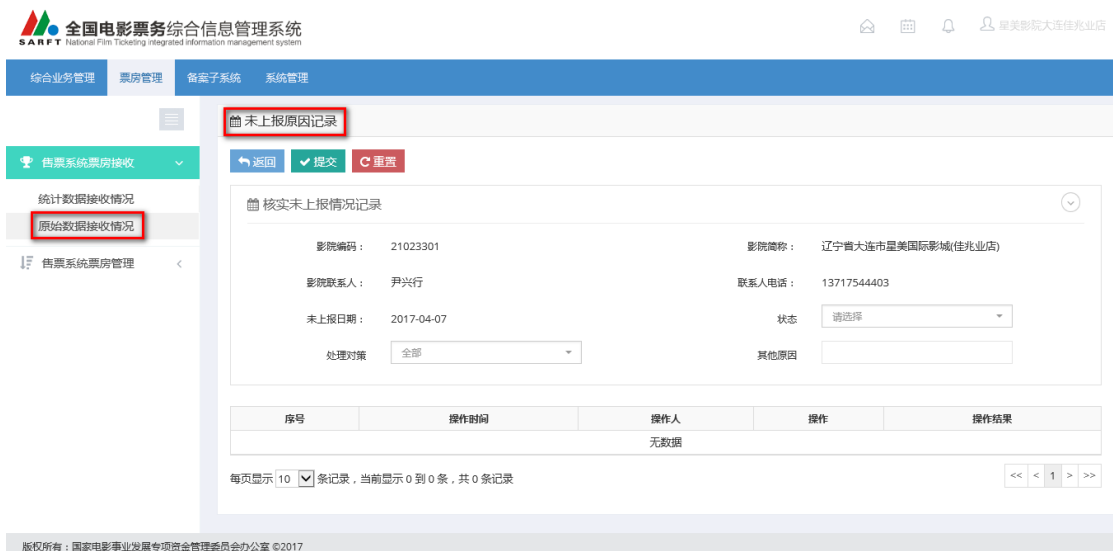 全国电影票务综合信息管理系统
SARFT National Film Ticketing integrated information management system
星美影院大连佳兆业店
综合业务管理 票房管理 备案子系统 系统管理
未上报原因记录
售票系统票房接收
返回 提交 重置
统计数据接收情况
核实未上报情况记录
原始数据接收情况
影院编码： 21023301 影院简称： 辽宁省大连市星美国际影城(佳兆业店)
售票系统票房管理
影院联系人： 尹兴行 联系人电话： 13717544403
未上报日期： 2017-04-07 状态 请选择
处理对策 全部 其他原因
序号 操作时间 操作人 操作 操作结果
无数据
每页显示 10 条记录，当前显示 0 到 0 条，共 0 条记录 << < 1 > >>
版权所有：国家电影事业发展专项资金管理委员会办公室 ©2017